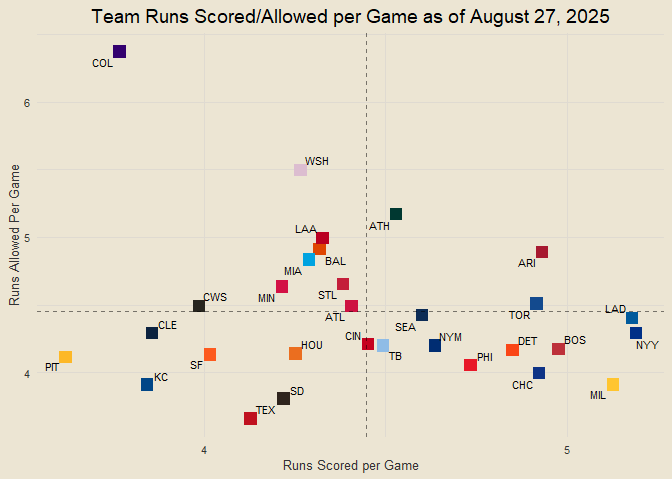 Team Runs Scored/Allowed per Game as of August 27, 2025
COL
6
WSH
ATH
LAA
5
BAL
ARI
MIA
STL
MIN
CWS
LAD
ATL
TOR
CLE
SEA
CIN
HOU
NYM
DET
BOS
NYY
TB
PHI
SF
PIT
4
KC
CHC
SD
MIL
TEX
4
5
Runs Allowed Per Game
Runs Scored per Game